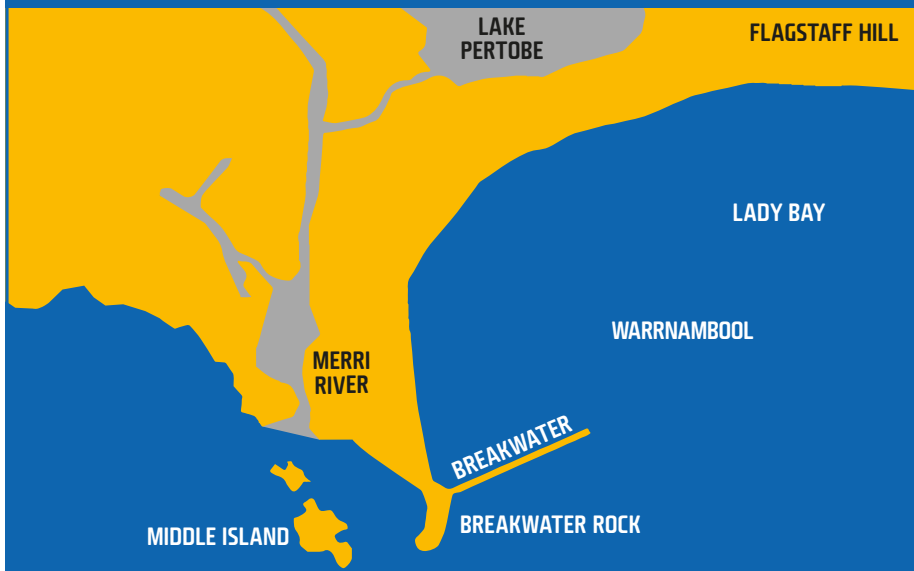 LAKE
PERTOBE
FLAGSTAFF HILL
LADY BAY
WARRNAMBOOL
MERRI
RIVER
BREAKWATER
BREAKWATER ROCK
MIDDLE ISLAND